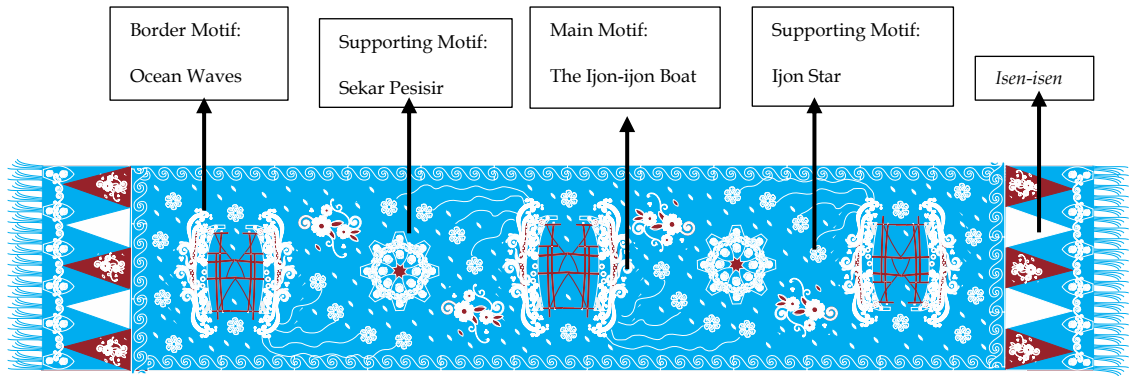 Border Motif:
Ocean Waves
Supporting Motif:
Sekar Pesisir
Main Motif:
The Ijon-ijon Boat
Supporting Motif:
Ijon Star
Isen-isen